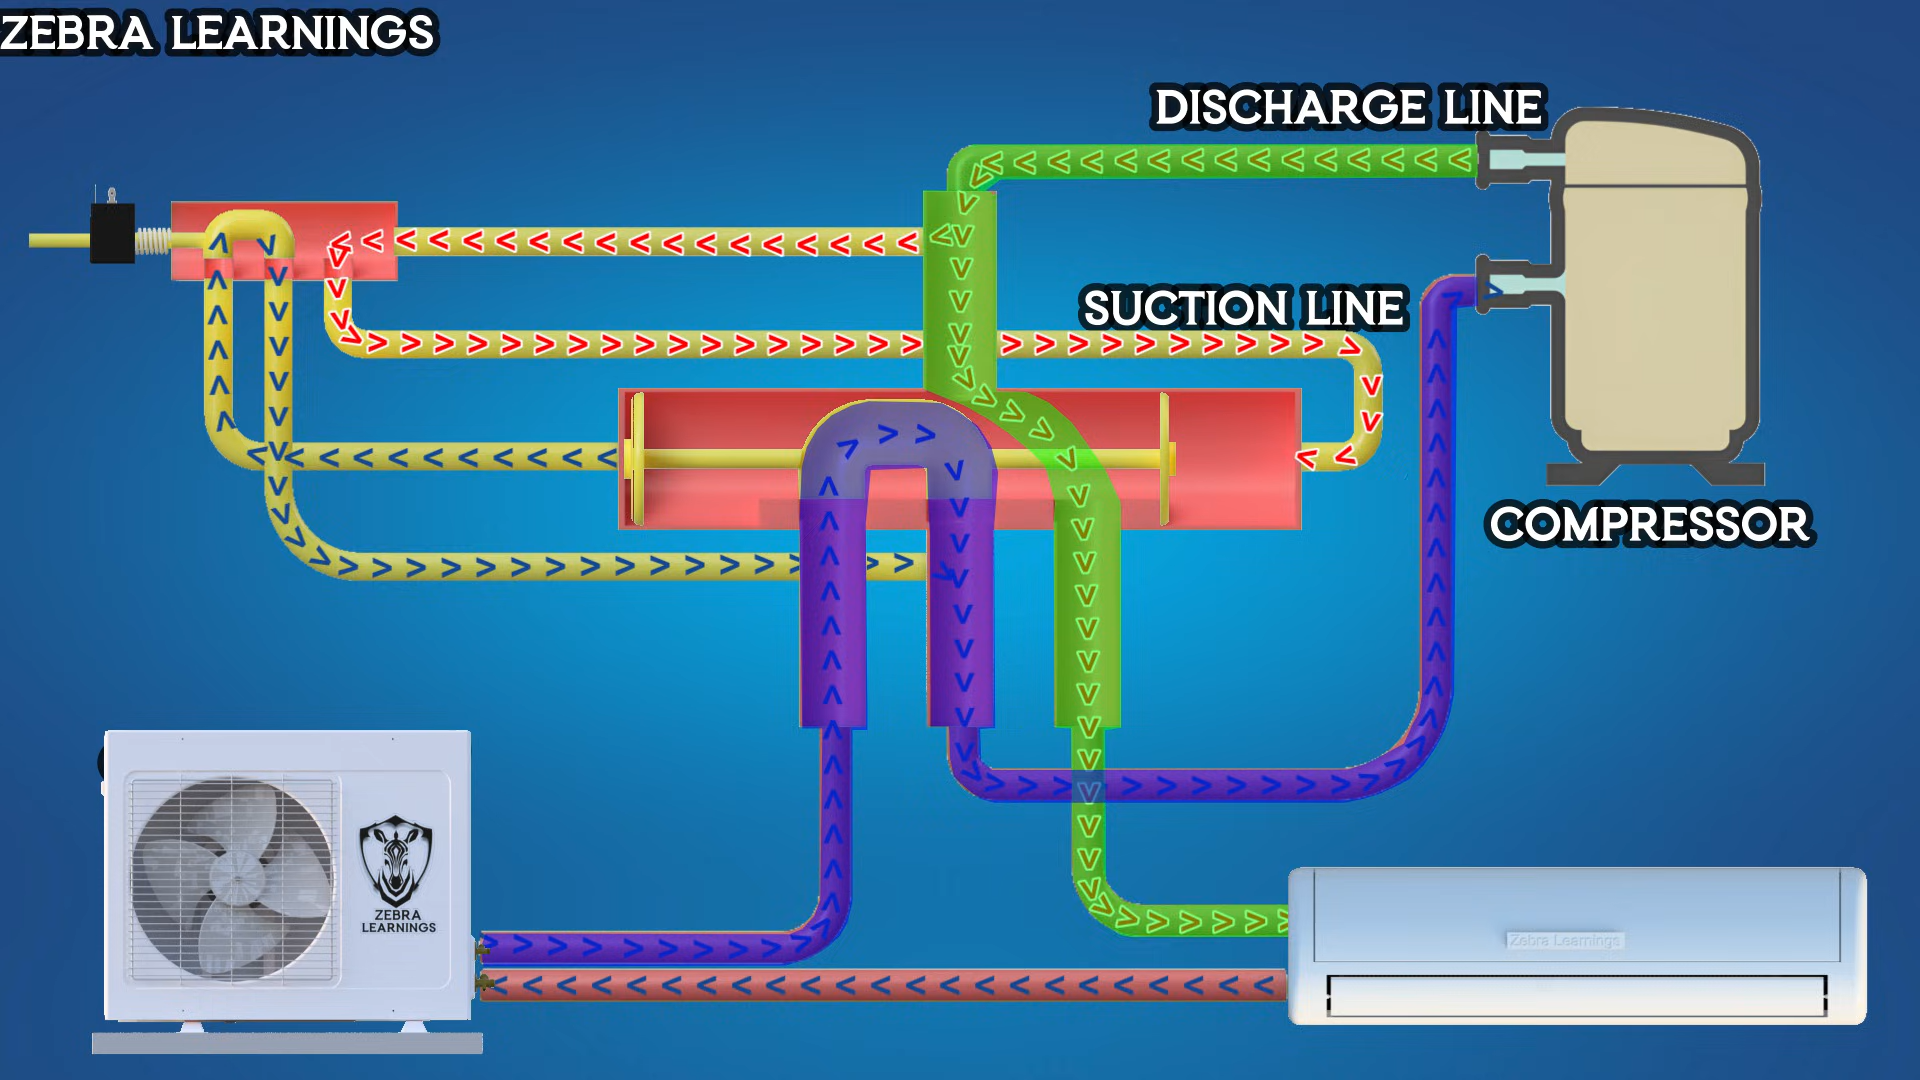 ZEBRA LEARNINGS
DISCHARGE LINE
SUCTION LINE
COMPRESSOR
ZEBRA
LEARNINGS
Zebra Learnings